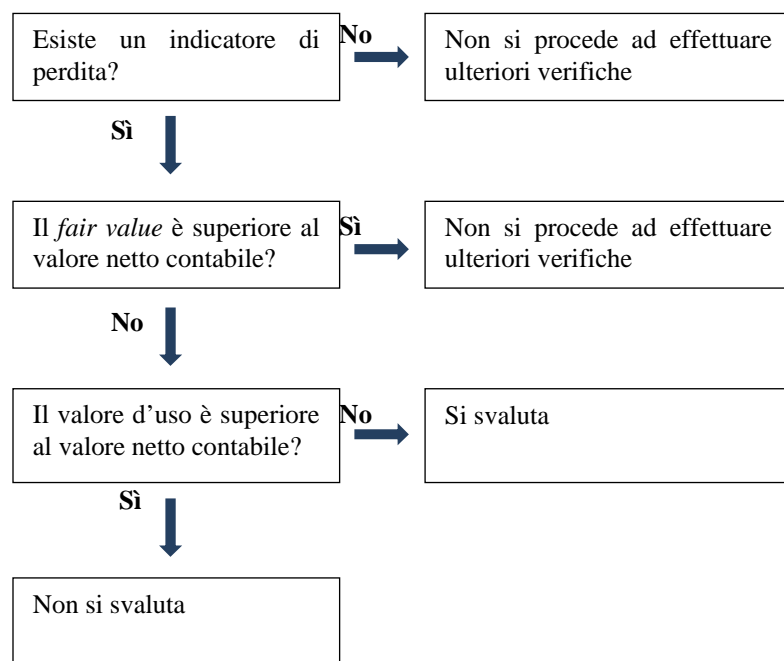 Esiste un indicatore di
perdita?
No
Non si procede ad effettuare
ulteriori verifiche
Sì
Il fair value è superiore al
valore netto contabile?
Sì
Non si procede ad effettuare
ulteriori verifiche
No
Il valore d’uso è superiore
al valore netto contabile?
No
Si svaluta
Sì
Non si svaluta